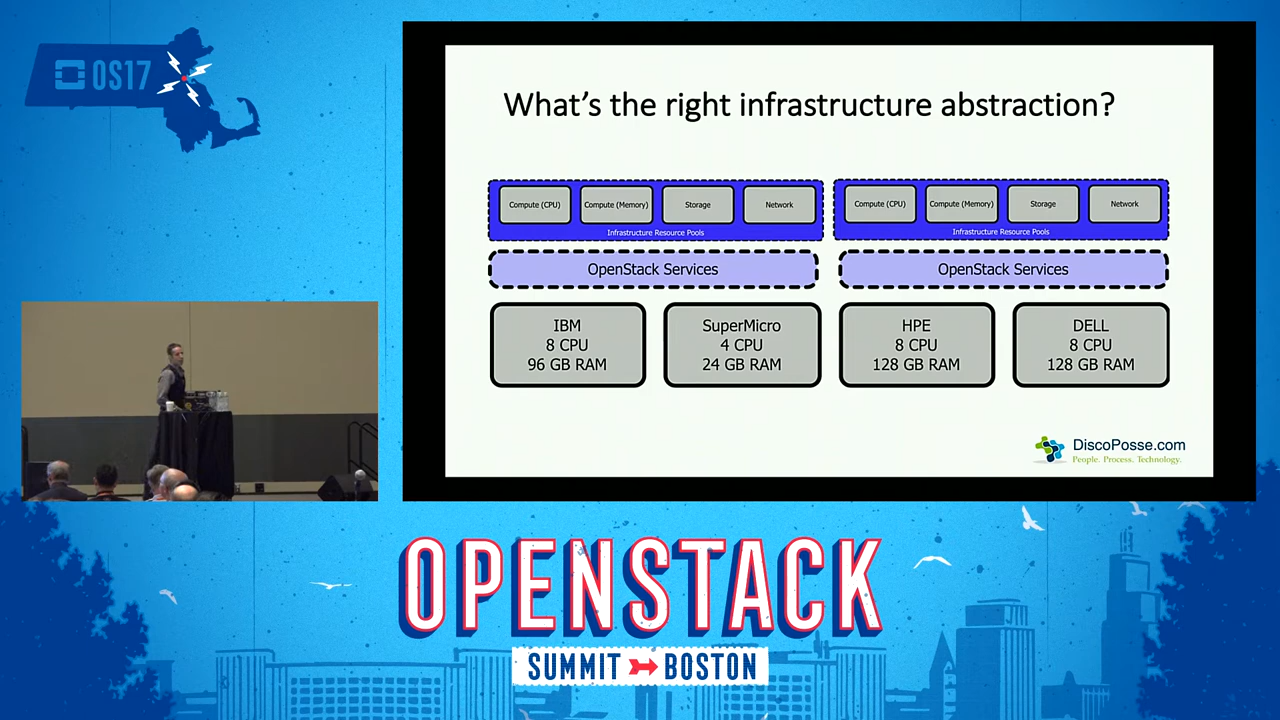 OS17
What's the right infrastructure abstraction?
Compute (CPU)
Compute (Memory)
Storage
Network
Infrastructure Resource Pools
Compute (CPU)
Compute (Memory)
Storage
Network
Infrastructure Resource Pools
OpenStack Services
OpenStack Services
IBM
8 CPU
96 GB RAM
SuperMicro
4 CPU
24 GB RAM
HPE
8 CPU
128 GB RAM
DELL
8 CPU
128 GB RAM
DiscoPosse.com
People. Process. Technology.
OPENSTACK
SUMMIT BOSTON